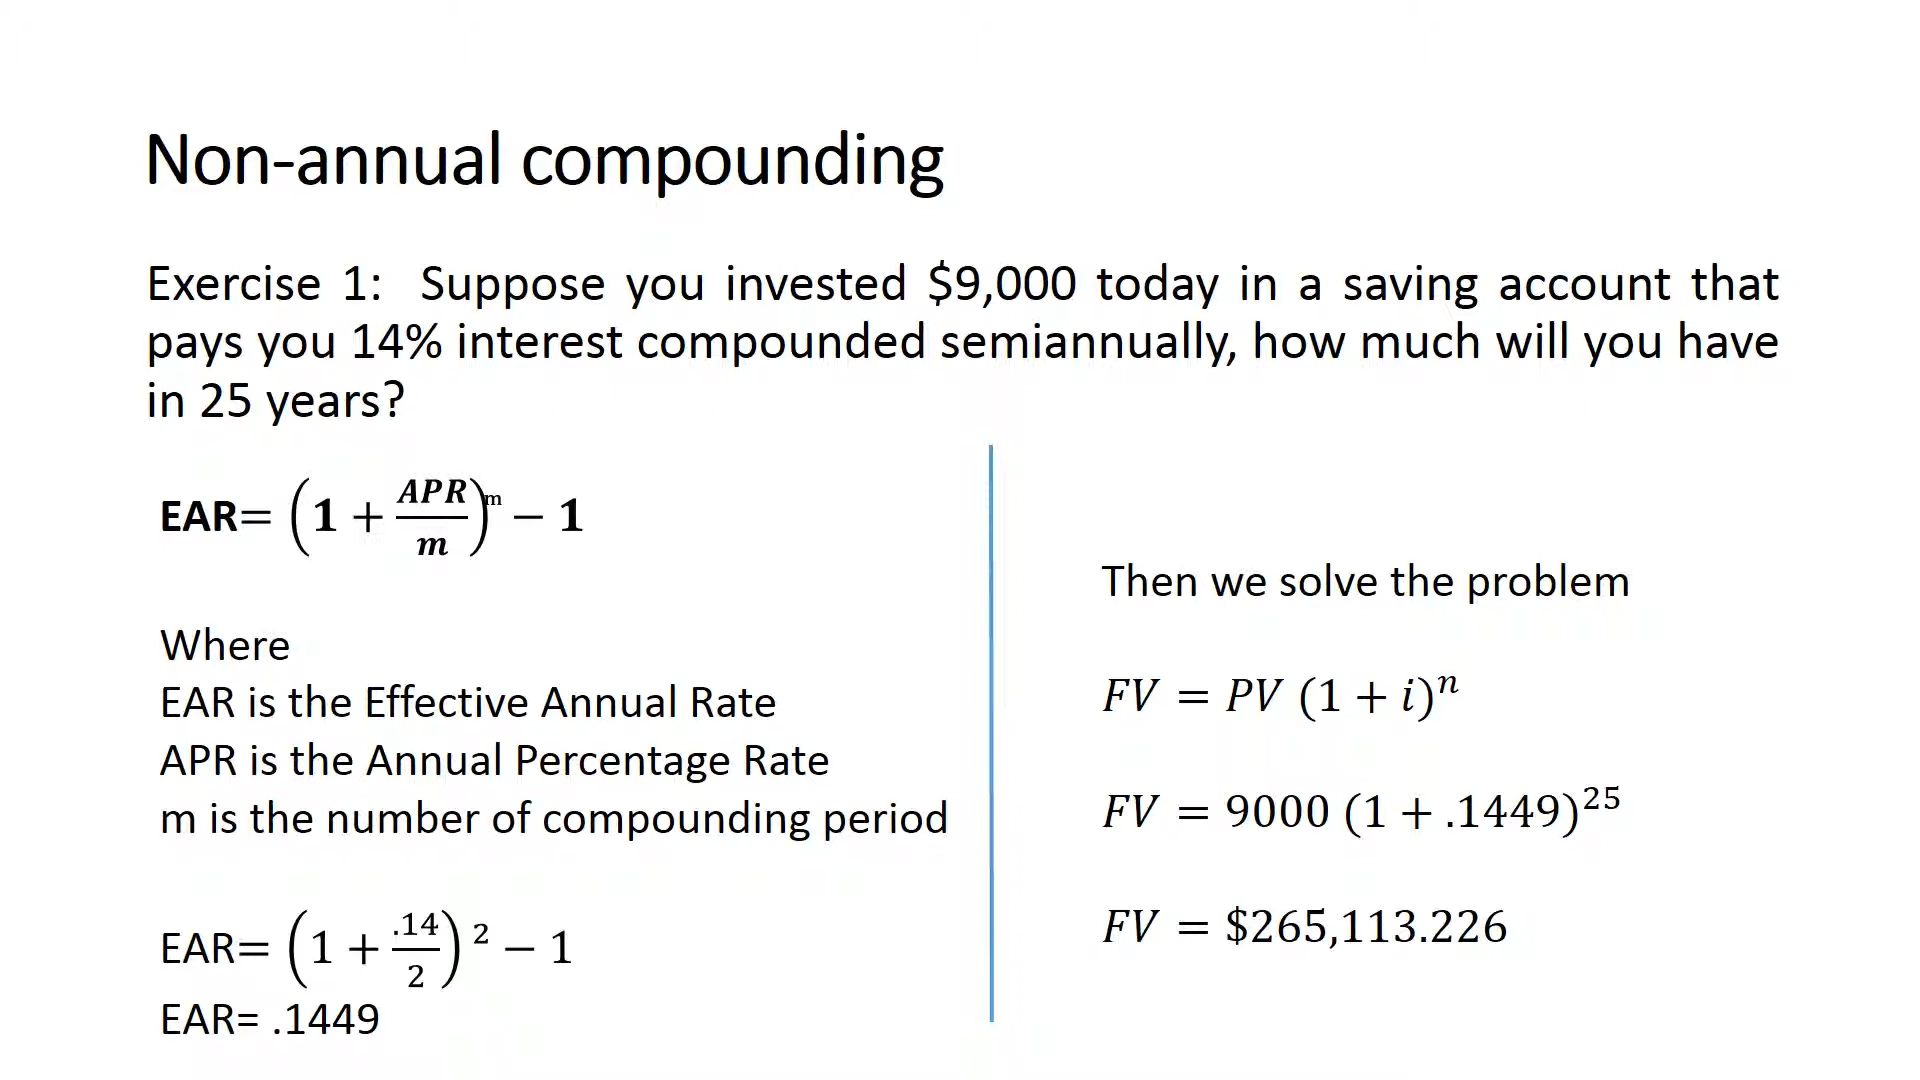 Non-annual compounding
Exercise 1: Suppose you invested $9,000 today in a saving account that
pays you 14% interest compounded semiannually, how much will you have
in 25 years?
EAR= (1 + APR/m)^m − 1
Where
EAR is the Effective Annual Rate
APR is the Annual Percentage Rate
m is the number of compounding period
EAR= (1 + .14/2)^2 − 1
EAR= .1449
Then we solve the problem
FV = PV (1 + i)^n
FV = 9000 (1 + .1449)^25
FV = $265,113.226